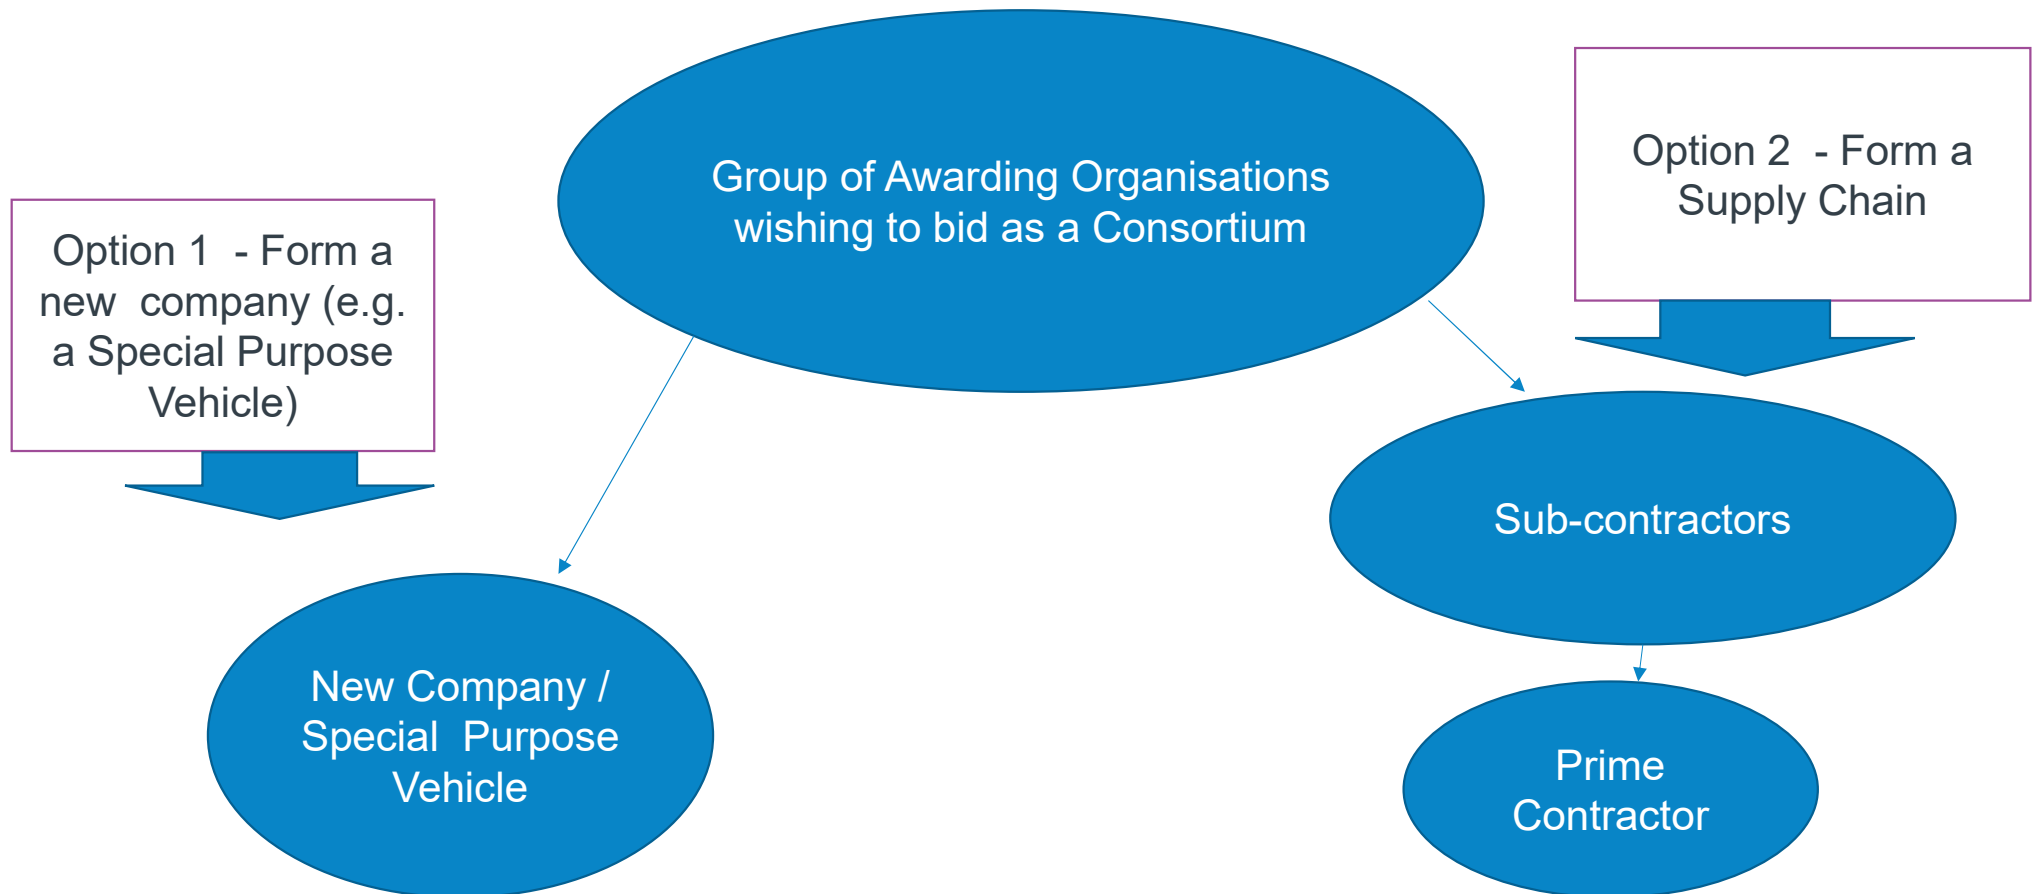 Group of Awarding Organisations
wishing to bid as a Consortium
Option 1  - Form a
new  company (e.g.
a Special Purpose
Vehicle)
Option 2  - Form a
Supply Chain
New Company /
Special  Purpose
Vehicle
Sub-contractors
Prime
Contractor